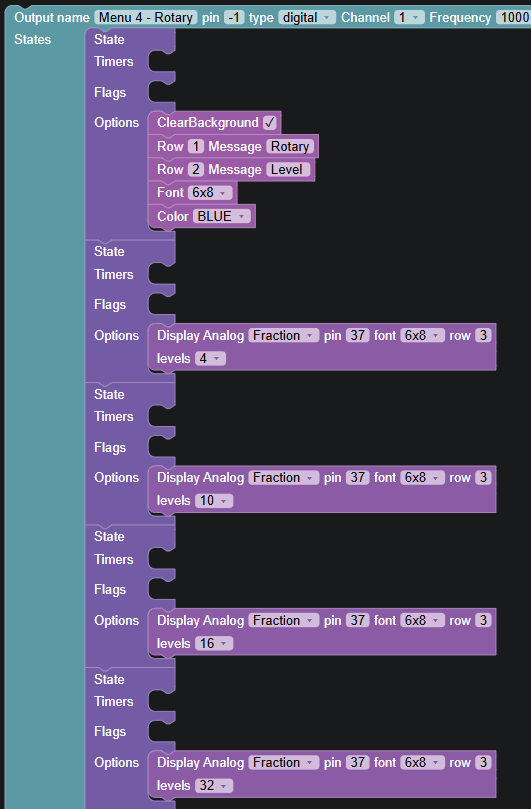 Output name Menu 4 - Rotary pin -1 type digital Channel 1 Frequency 1000
States State
Timers
Flags
Options ClearBackground ✓
Row 1 Message Rotary
Row 2 Message Level
Font 6x8
Color BLUE
State
Timers
Flags
Options Display Analog Fraction pin 37 font 6x8 row 3
levels 4
State
Timers
Flags
Options Display Analog Fraction pin 37 font 6x8 row 3
levels 10
State
Timers
Flags
Options Display Analog Fraction pin 37 font 6x8 row 3
levels 16
State
Timers
Flags
Options Display Analog Fraction pin 37 font 6x8 row 3
levels 32